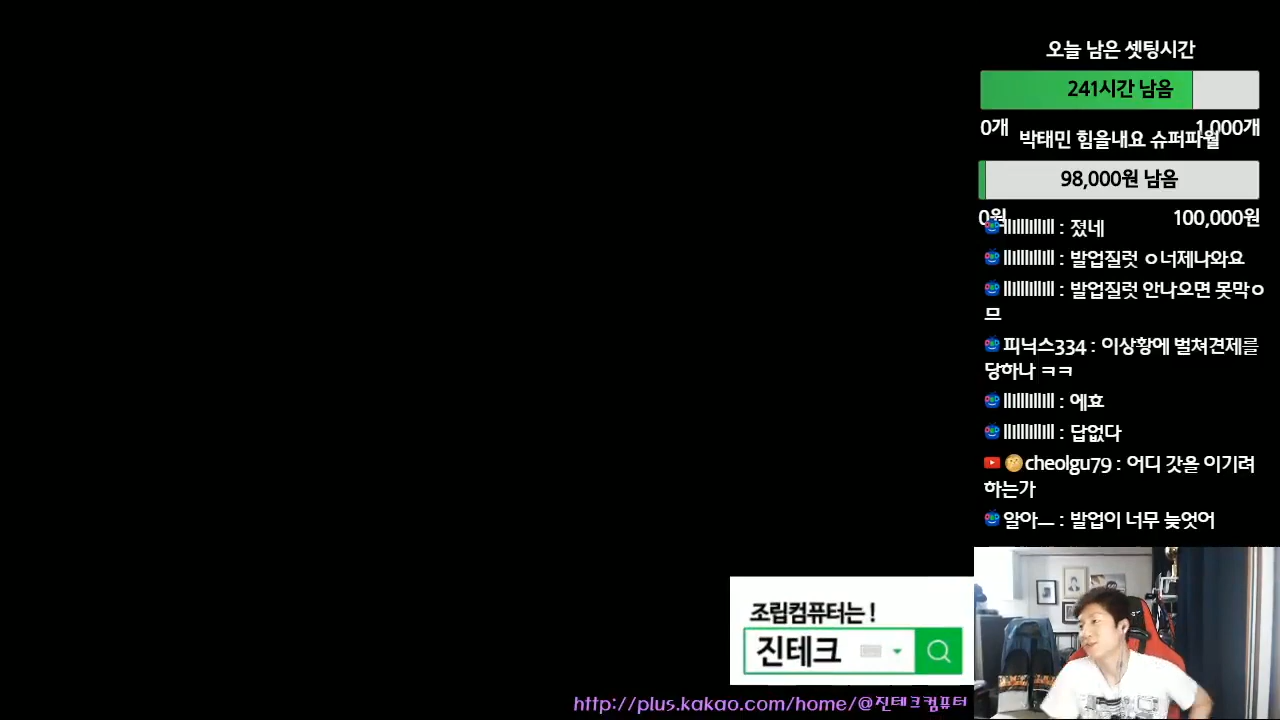 오늘 남은 셋팅시간
241시간 남음
0개 1,000개
박태민 힘을내요 슈퍼파월
98,000원 남음
0원 100,000원
llllllllllll : 졌네
llllllllllll : 발업질럿 ㅇ너제나와요
llllllllllll : 발업질럿 안나오면 못막ㅇ
므
피닉스334 : 이상황에 벌쳐견제를
당하나 ㅋㅋ
llllllllllll : 에효
llllllllllll : 답없다
cheolgu79 : 어디 갓을 이기려
하는가
알아ㅡ : 발업이 너무 늦엇어
조립컴퓨터는 !
진테크
http://plus.kakao.com/home/@진테크컴퓨터